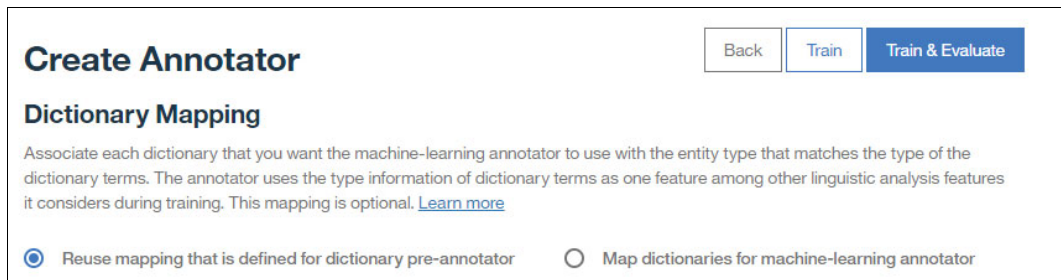 Create Annotator
Back
Train
Train & Evaluate
Dictionary Mapping
Associate each dictionary that you want the machine-learning annotator to use with the entity type that matches the type of the
dictionary terms. The annotator uses the type information of dictionary terms as one feature among other linguistic analysis features
it considers during training. This mapping is optional. Learn more
Reuse mapping that is defined for dictionary pre-annotator
Map dictionaries for machine-learning annotator